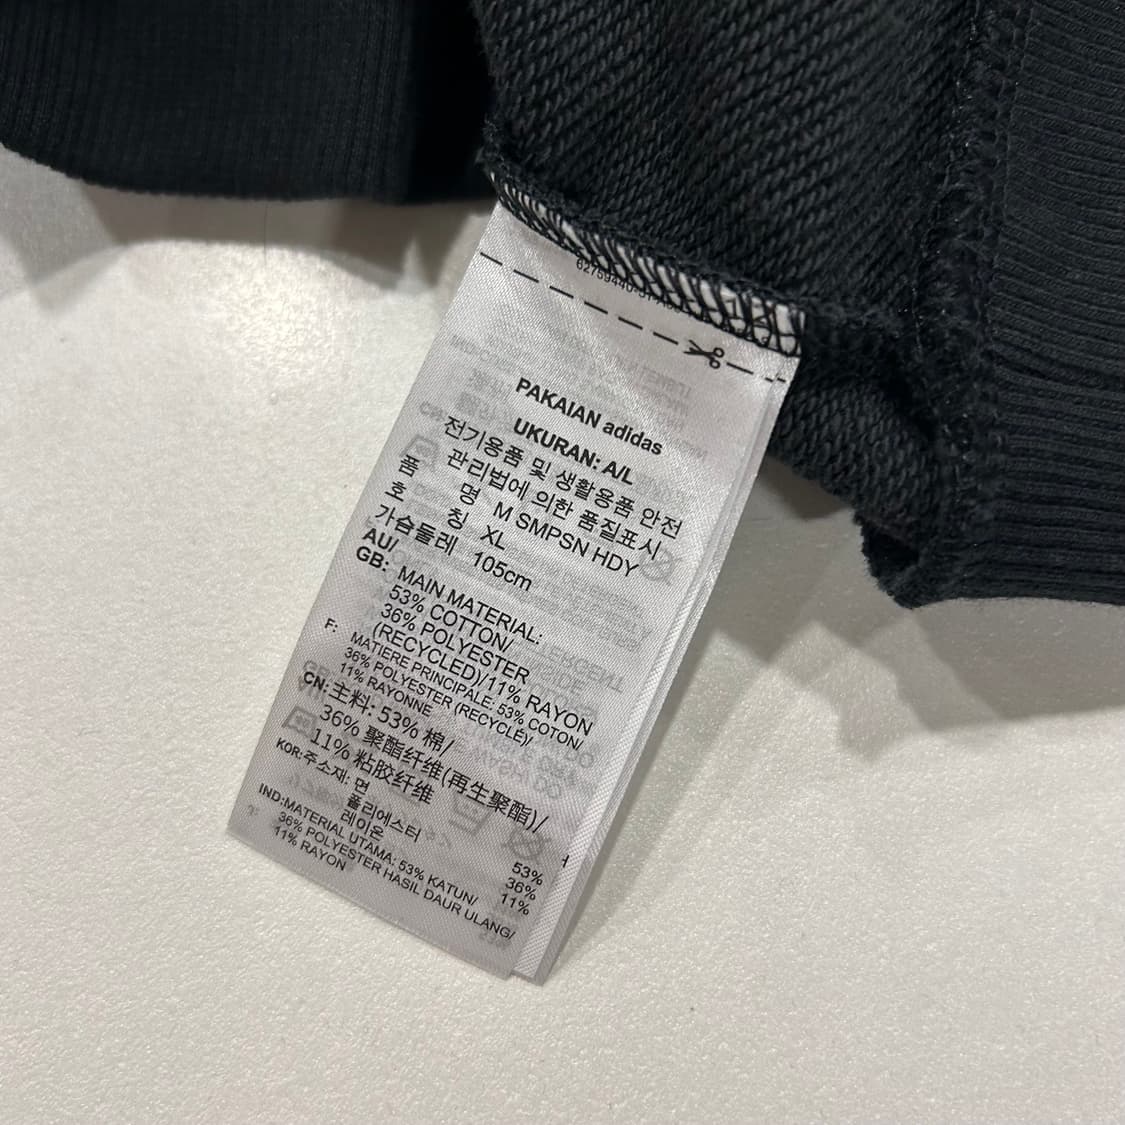 PAKAIAN adidas
UKURAN: A/L
전기용품 및 생활용품 안전
관리법에 의한 품질표시
품 명 M SMPSN HDY
호 칭 XL
가슴둘레 105cm
AU/
GB: MAIN MATERIAL:
53% COTTON/
36% POLYESTER
(RECYCLED)/11% RAYON
F: MATIERE PRINCIPALE: 53% COTON/
36% POLYESTER (RECYCLÉ)/
11% RAYONNE
CN: 主料: 53% 棉/
36% 聚酯纤维(再生聚酯)/
11% 粘胶纤维
KOR: 주소재: 면 53%
폴리에스터 36%
레이온 11%
IND:MATERIAL UTAMA: 53% KATUN/
36% POLYESTER HASIL DAUR ULANG/
11% RAYON